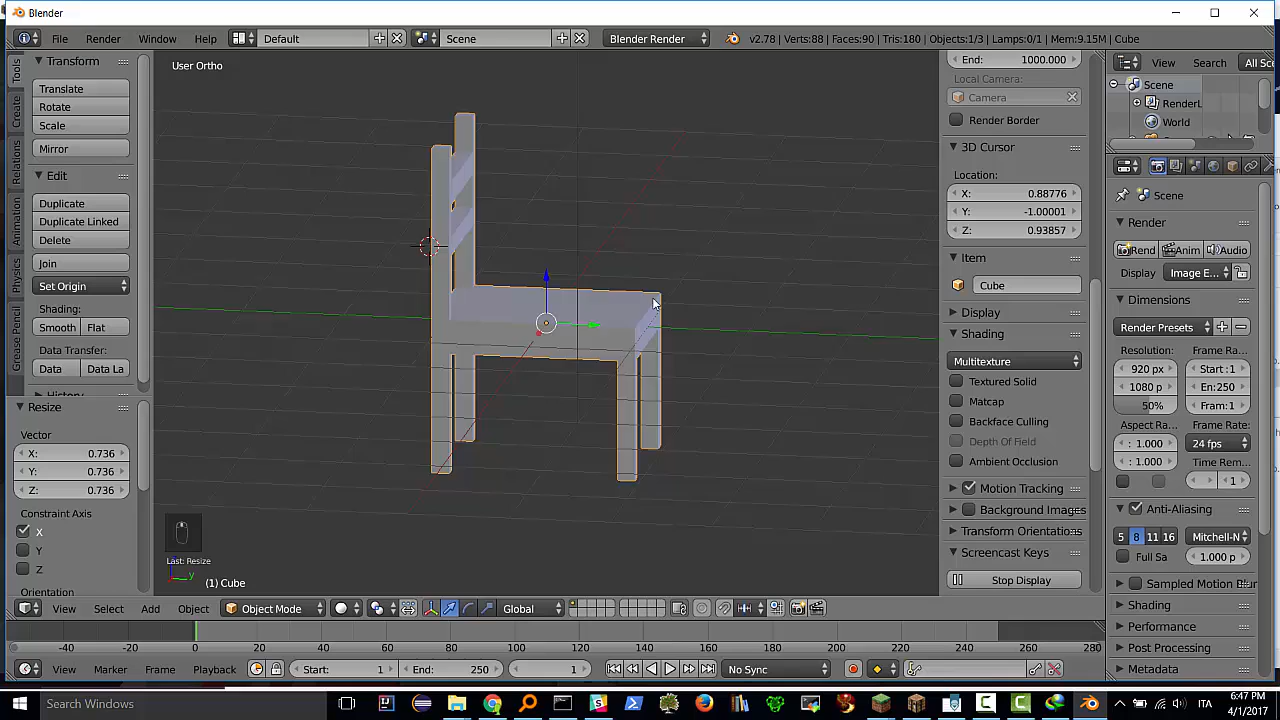 Blender
File Render Window Help Default Scene Blender Render v2.78 | Verts:88 | Faces:90 | Tris:180 | Objects:1/3 | Lamps:0/1 | Mem:9.15M | Cube
Tools
Create
Relations
Animation
Physics
Grease Pencil
Transform
Translate
Rotate
Scale
Mirror
Edit
Duplicate
Duplicate Linked
Delete
Join
Set Origin
Shading:
Smooth Flat
Data Transfer:
Data Data La
History
Resize
Vector
X: 0.736
Y: 0.736
Z: 0.736
Constraint Axis
X
Y
Z
Orientation
User Ortho
Last: Resize
z
y
(1) Cube
End: 1000.000
Local Camera:
Camera
Render Border
3D Cursor
Location:
X: 0.88776
Y: -1.00001
Z: 0.93857
Item
Cube
Display
Shading
Multitexture
Textured Solid
Matcap
Backface Culling
Depth Of Field
Ambient Occlusion
Motion Tracking
Background Images
Transform Orientations
Screencast Keys
Stop Display
View Search All Sc
Scene
RenderL
World
Scene
Render
Rend Anim Audio
Display Image E...
Dimensions
Render Presets
Resolution: Frame Ra...
920 px Start :1
1080 p En:250
50% Fram:1
Aspect Ra Frame Rate:
: 1.000 24 fps
: 1.000 Time Rem...
1
Anti-Aliasing
5 8 11 16 Mitchell-N
Full Sa 1.000 p
Sampled Motion Blur
Shading
Performance
Post Processing
Metadata
View Select Add Object Object Mode Global
-40 -20 0 20 40 60 80 100 120 140 160 180 200 220 240 260 280
View Marker Frame Playback Start: 1 End: 250 1 No Sync
Search Windows
ITA
6:47 PM
4/1/2017